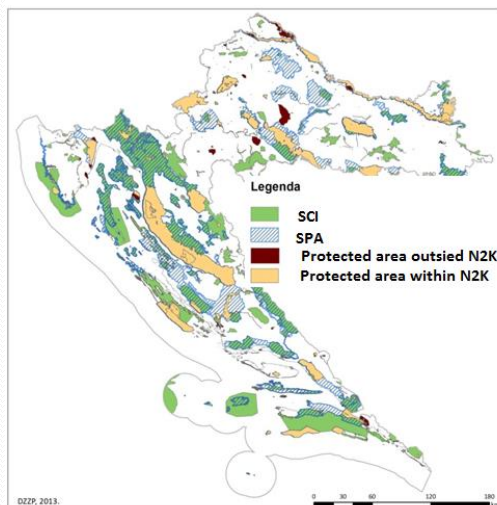 Legenda
SCI
SPA
Protected area outsied N2K
Protected area within N2K
DZZP, 2013.
0 30 60 120 180